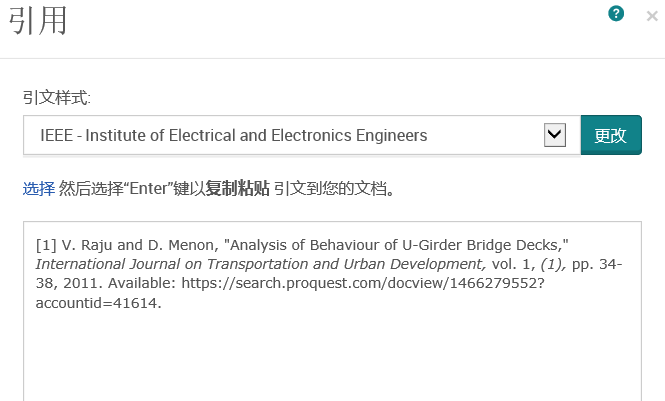 引用
?
×
引文样式:
IEEE - Institute of Electrical and Electronics Engineers
更改
选择 然后选择“Enter”键以复制粘贴 引文到您的文档。
[1] V. Raju and D. Menon, "Analysis of Behaviour of U-Girder Bridge Decks,"
International Journal on Transportation and Urban Development, vol. 1, (1), pp. 34-
38, 2011. Available: https://search.proquest.com/docview/1466279552?
accountid=41614.